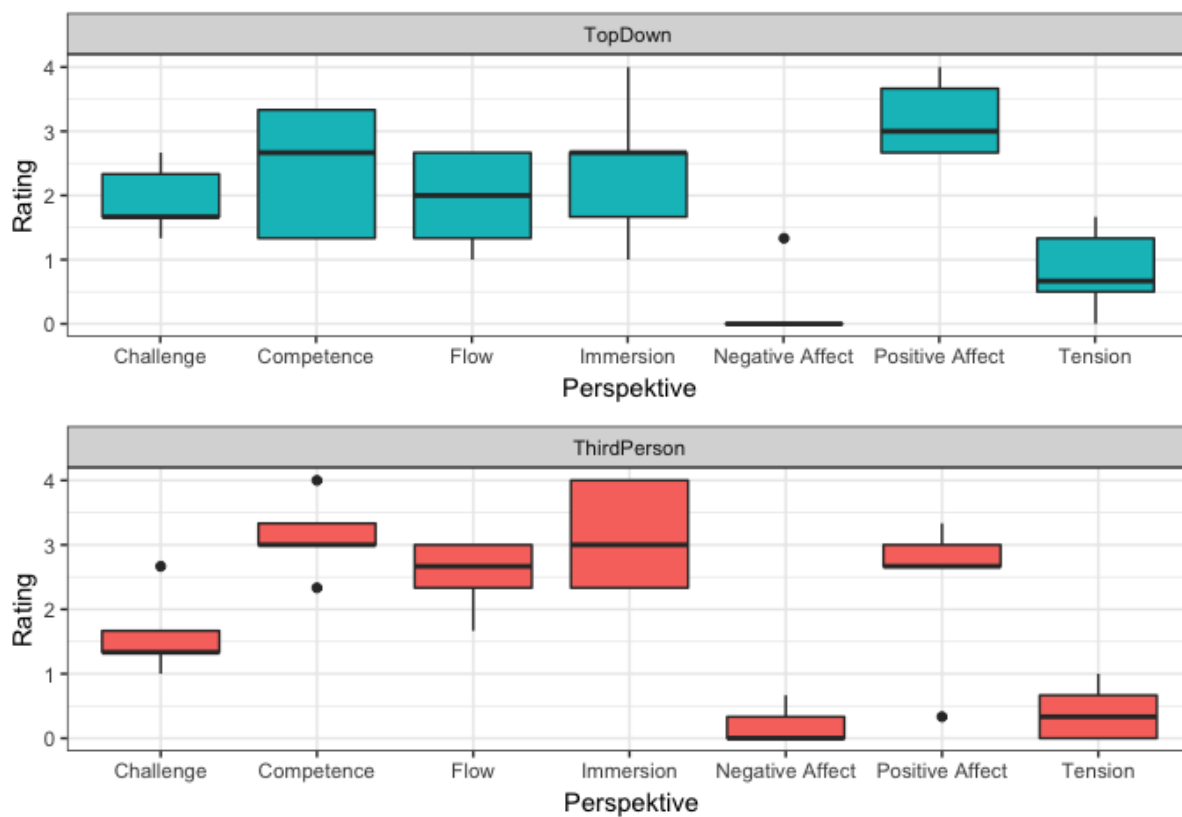 TopDown
4
3
2
1
0
Rating
Challenge Competence Flow Immersion Negative Affect Positive Affect Tension
Perspektive
ThirdPerson
4
3
2
1
0
Rating
Challenge Competence Flow Immersion Negative Affect Positive Affect Tension
Perspektive